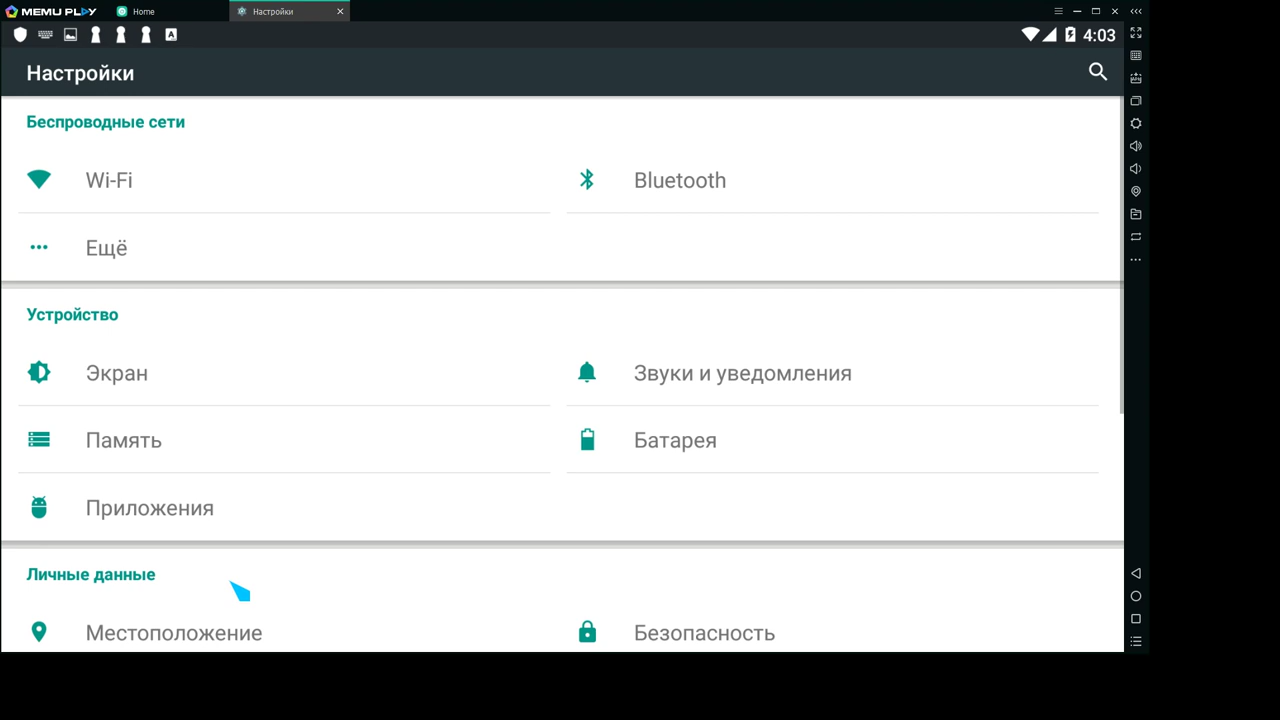 MEMU PLAY Home Настройки
A 4:03
Настройки
Беспроводные сети
Wi-Fi Bluetooth
Ещё
Устройство
Экран Звуки и уведомления
Память Батарея
Приложения
Личные данные
Местоположение Безопасность